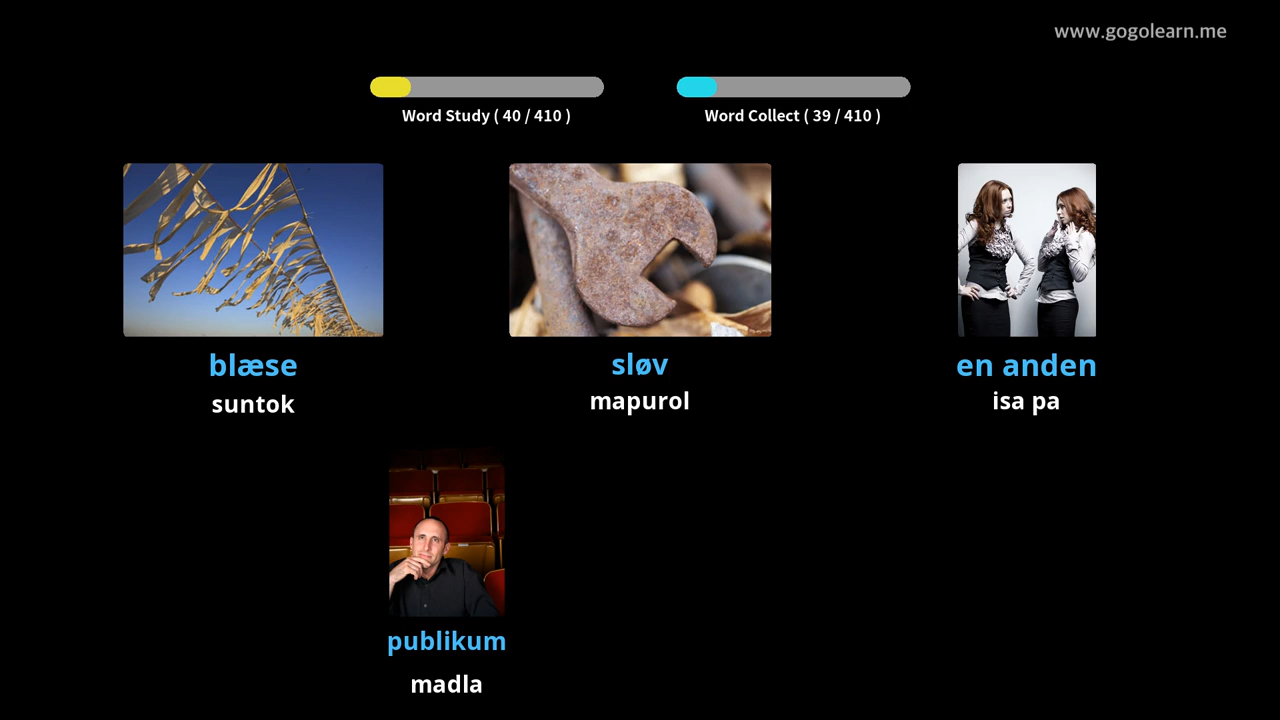 www.gogolearn.me
Word Study ( 40 / 410 )
Word Collect ( 39 / 410 )
blæse
suntok
sløv
mapurol
en anden
isa pa
publikum
madla